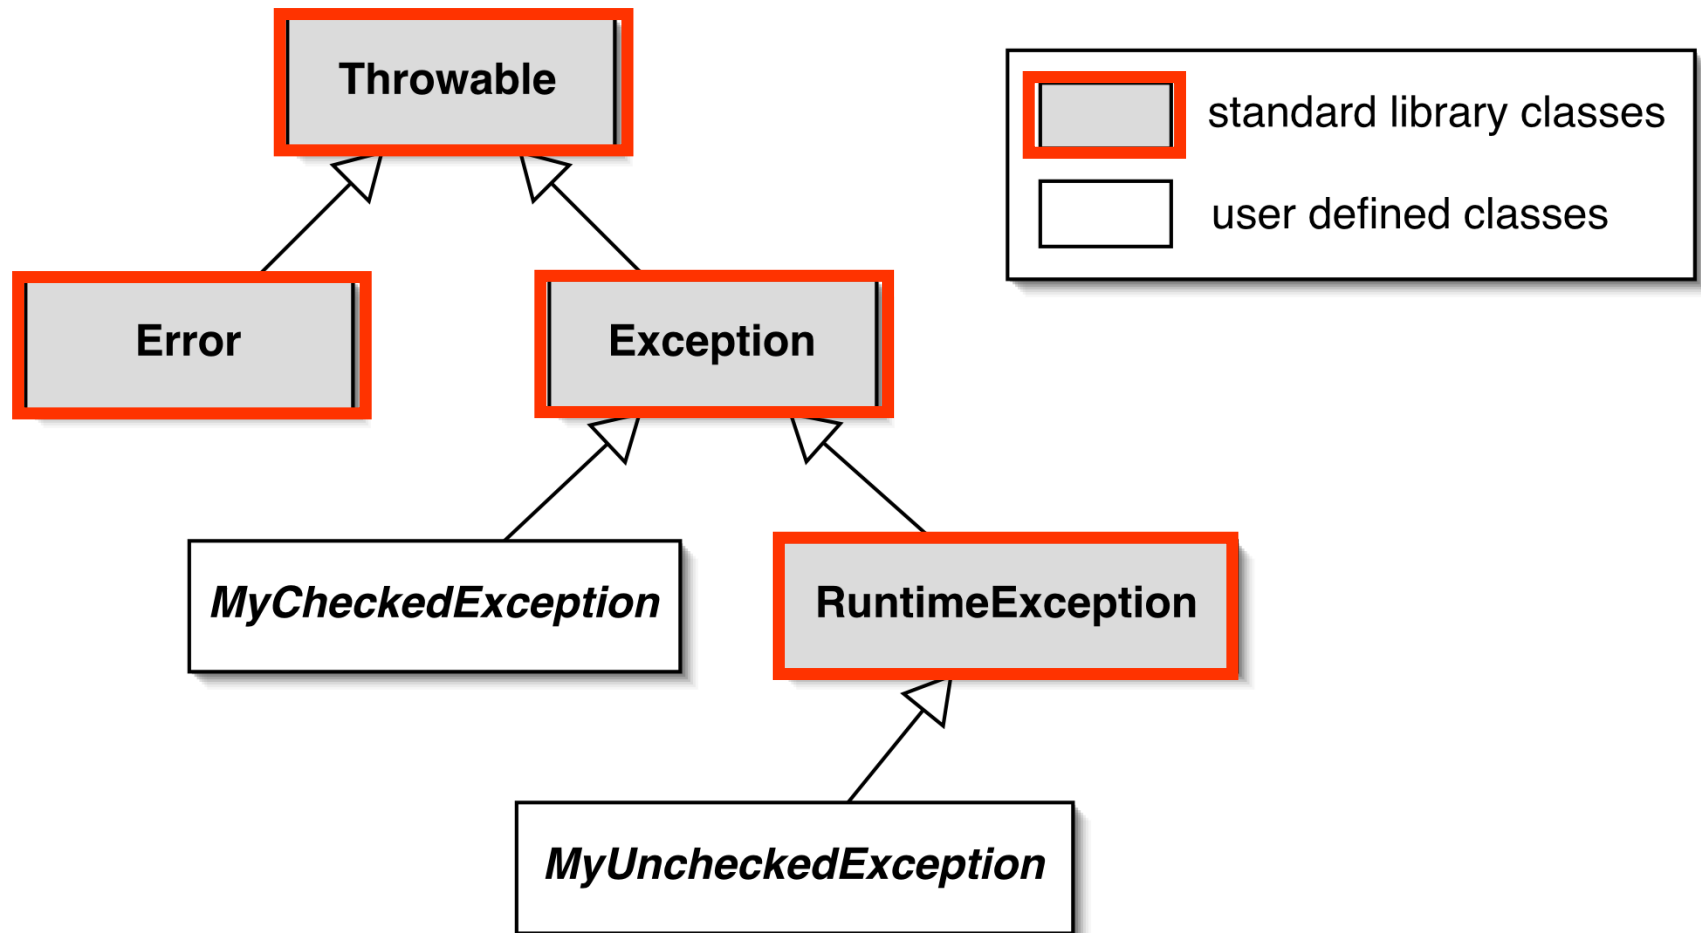 Throwable
standard library classes
user defined classes
Error
Exception
MyCheckedException
RuntimeException
MyUncheckedException